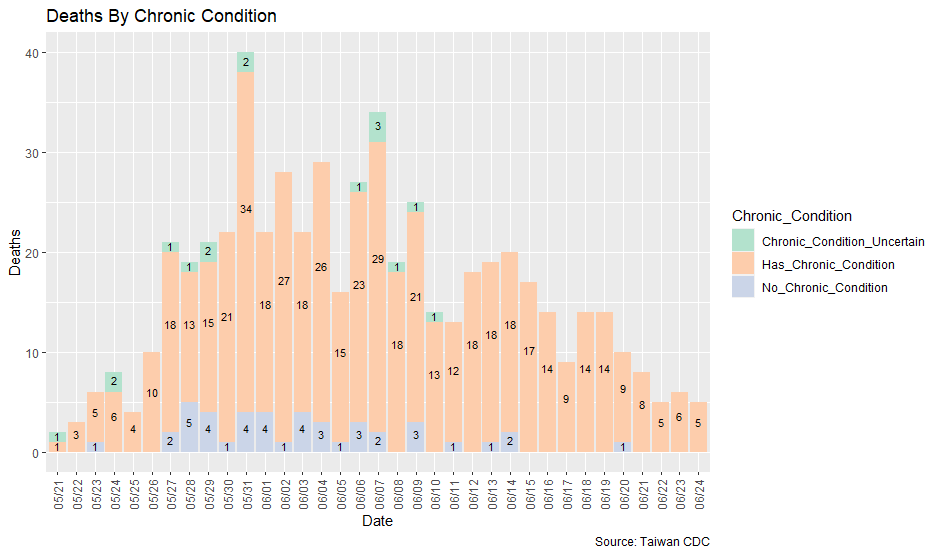 Deaths By Chronic Condition
40
30
20
10
0
Deaths
1 1
3
5 1
2 6
4
10
1 18 2
1 13 5
2 15 4
21 1
2 34 4
18 4
27 1
18 4
26 3
15 1
1 23 3
3 29 2
1 18
1 21 3
1 13
12 1
18
18 1
18 2
17
14
9
14
14
9 1
8
5
6
5
05/21 05/22 05/23 05/24 05/25 05/26 05/27 05/28 05/29 05/30 05/31 06/01 06/02 06/03 06/04 06/05 06/06 06/07 06/08 06/09 06/10 06/11 06/12 06/13 06/14 06/15 06/16 06/17 06/18 06/19 06/20 06/21 06/22 06/23 06/24
Date
Chronic_Condition
Chronic_Condition_Uncertain
Has_Chronic_Condition
No_Chronic_Condition
Source: Taiwan CDC